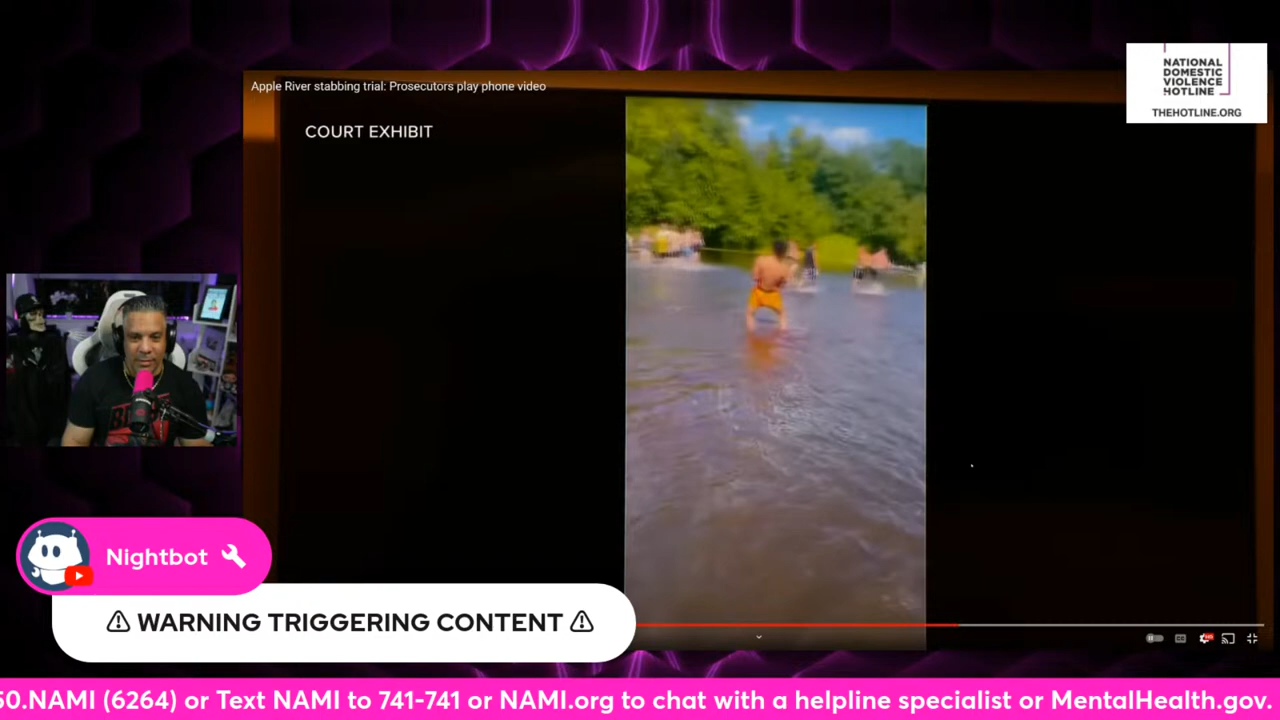 Apple River stabbing trial: Prosecutors play phone video
COURT EXHIBIT
NATIONAL
DOMESTIC
VIOLENCE
HOTLINE
THEHOTLINE.ORG
Nightbot
⚠ WARNING TRIGGERING CONTENT ⚠
50.NAMI (6264) or Text NAMI to 741-741 or NAMI.org to chat with a helpline specialist or MentalHealth.gov.